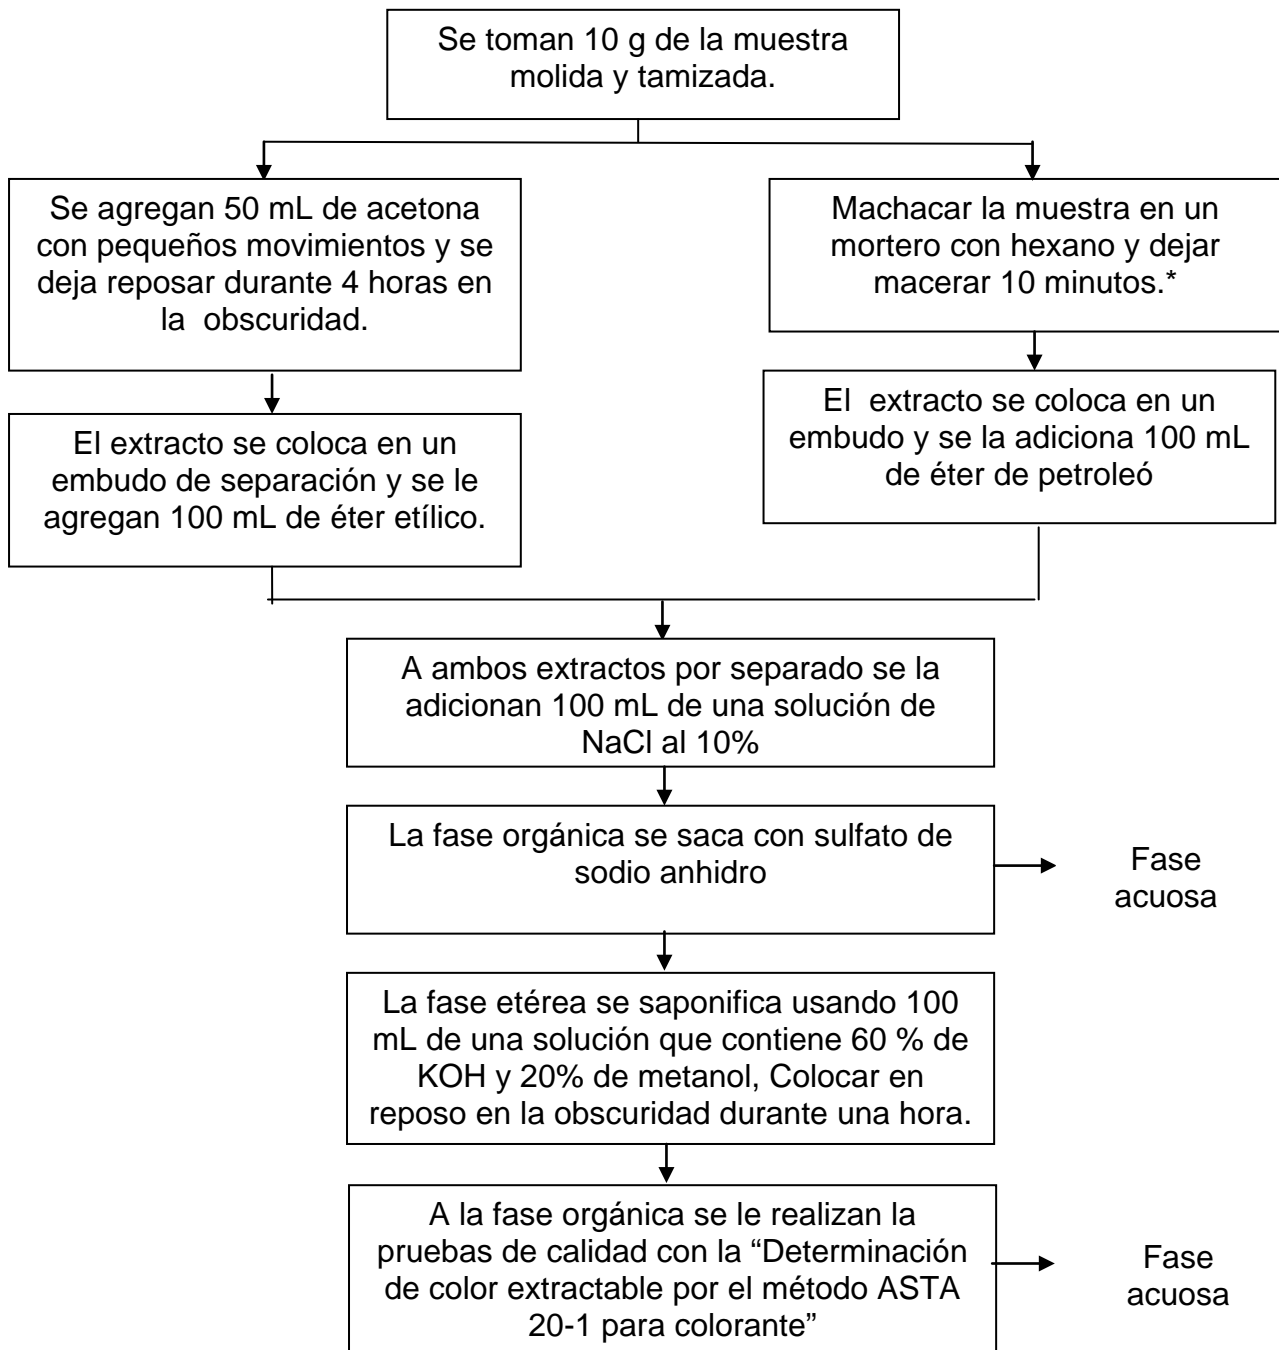 Se toman 10 g de la muestra
molida y tamizada.
Se agregan 50 mL de acetona
con pequeños movimientos y se
deja reposar durante 4 horas en
la obscuridad.
Machacar la muestra en un
mortero con hexano y dejar
macerar 10 minutos.*
El extracto se coloca en un
embudo de separación y se le
agregan 100 mL de éter etílico.
El extracto se coloca en un
embudo y se la adiciona 100 mL
de éter de petroleó
A ambos extractos por separado se la
adicionan 100 mL de una solución de
NaCl al 10%
La fase orgánica se saca con sulfato de
sodio anhidro
Fase
acuosa
La fase etérea se saponifica usando 100
mL de una solución que contiene 60 % de
KOH y 20% de metanol, Colocar en
reposo en la obscuridad durante una hora.
A la fase orgánica se le realizan la
pruebas de calidad con la “Determinación
de color extractable por el método ASTA
20-1 para colorante”
Fase
acuosa